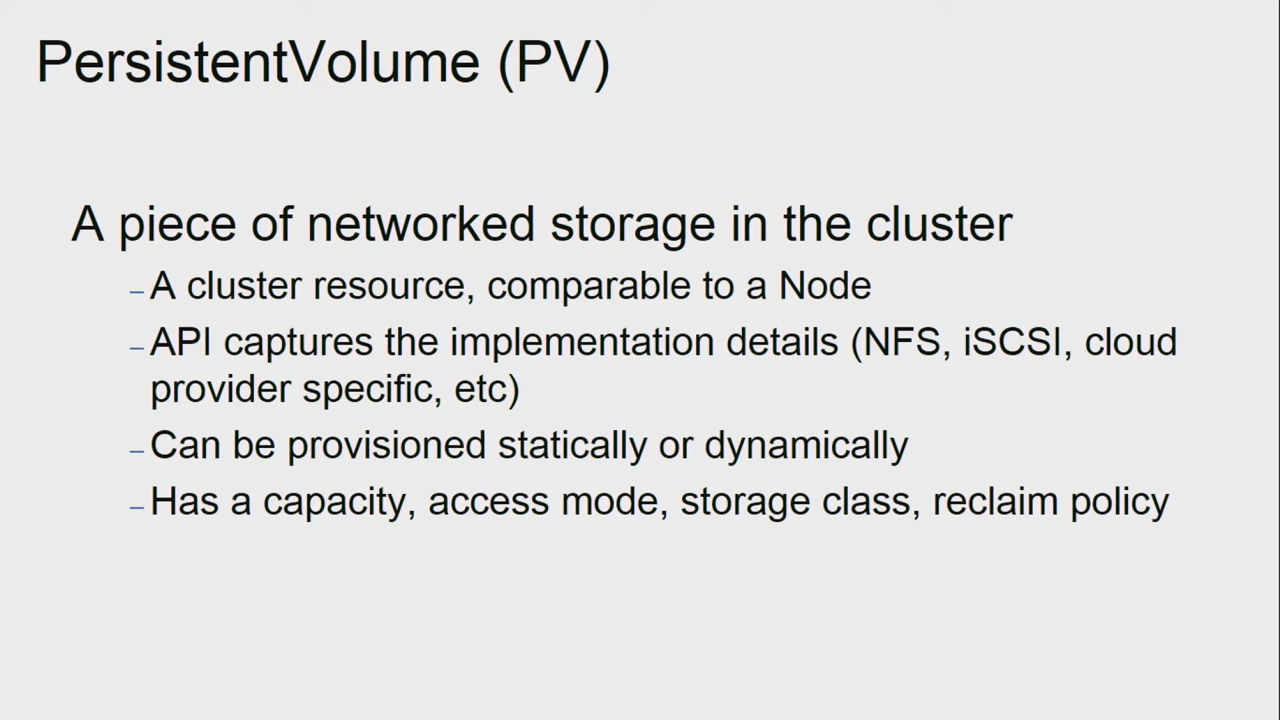 PersistentVolume (PV)
A piece of networked storage in the cluster
– A cluster resource, comparable to a Node
– API captures the implementation details (NFS, iSCSI, cloud
provider specific, etc)
– Can be provisioned statically or dynamically
– Has a capacity, access mode, storage class, reclaim policy